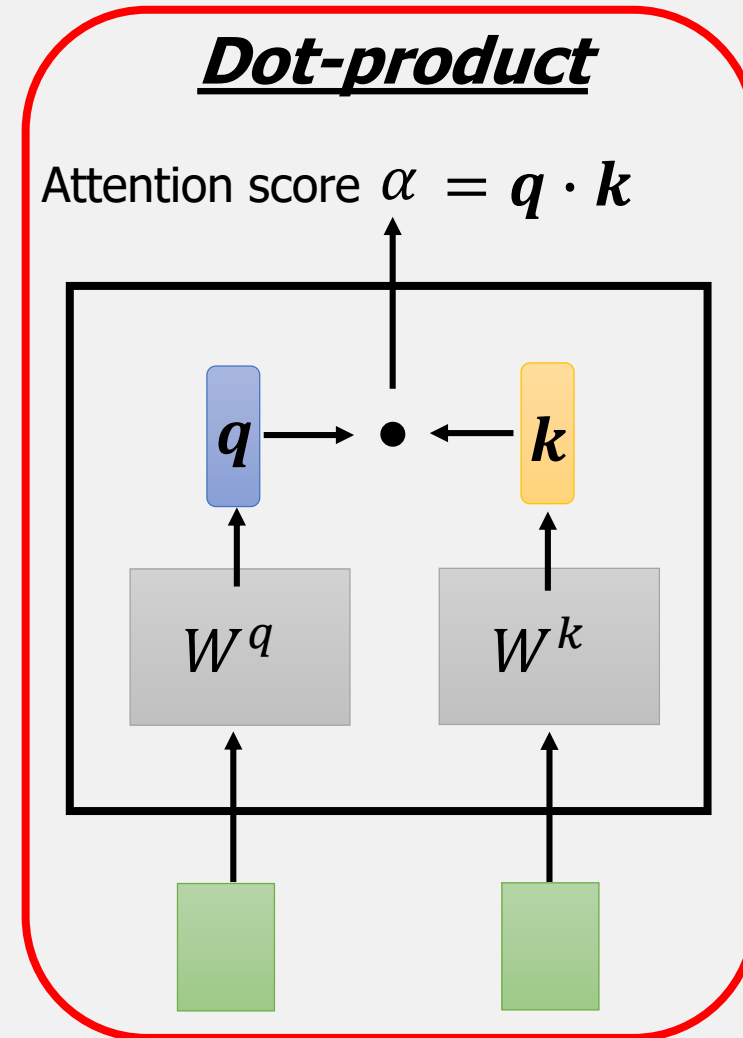 Dot-product
Attention score α = q · k
q k
W^q W^k